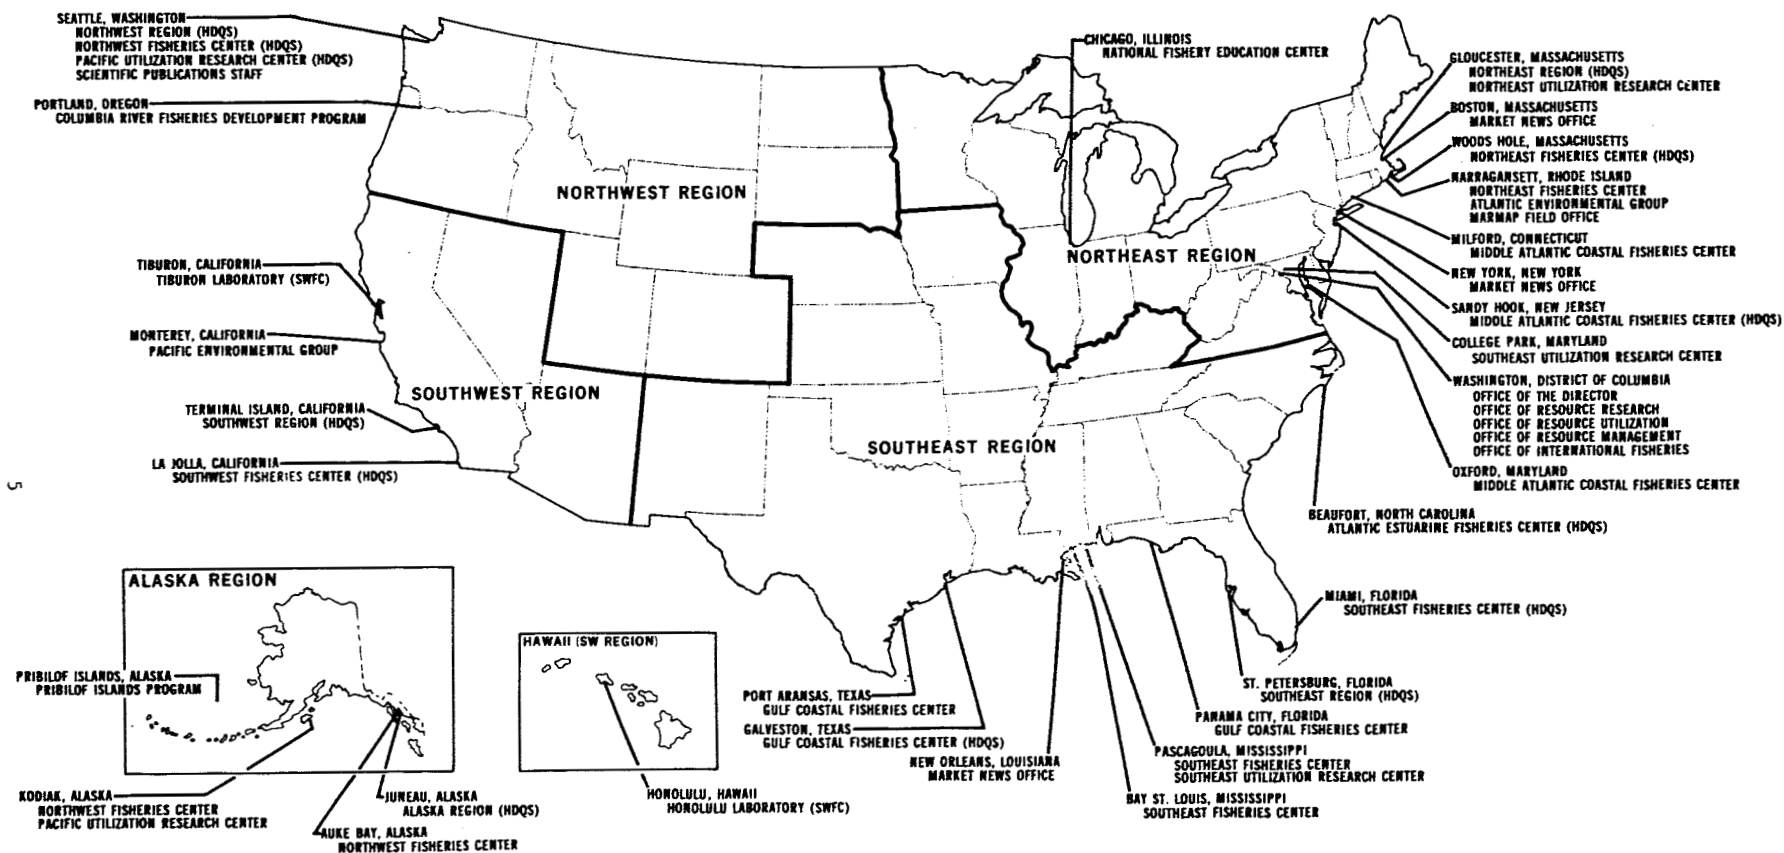 SEATTLE, WASHINGTON
NORTHWEST REGION (HDQS)
NORTHWEST FISHERIES CENTER (HDQS)
PACIFIC UTILIZATION RESEARCH CENTER (HDQS)
SCIENTIFIC PUBLICATIONS STAFF
PORTLAND, OREGON
COLUMBIA RIVER FISHERIES DEVELOPMENT PROGRAM
TIBURON, CALIFORNIA
TIBURON LABORATORY (SWFC)
MONTEREY, CALIFORNIA
PACIFIC ENVIRONMENTAL GROUP
TERMINAL ISLAND, CALIFORNIA
SOUTHWEST REGION (HDQS)
LA JOLLA, CALIFORNIA
SOUTHWEST FISHERIES CENTER (HDQS)
5
NORTHWEST REGION
SOUTHWEST REGION
NORTHEAST REGION
SOUTHEAST REGION
CHICAGO, ILLINOIS
NATIONAL FISHERY EDUCATION CENTER
GLOUCESTER, MASSACHUSETTS
NORTHEAST REGION (HDQS)
NORTHEAST UTILIZATION RESEARCH CENTER
BOSTON, MASSACHUSETTS
MARKET NEWS OFFICE
WOODS HOLE, MASSACHUSETTS
NORTHEAST FISHERIES CENTER (HDQS)
NARRAGANSETT, RHODE ISLAND
NORTHEAST FISHERIES CENTER
ATLANTIC ENVIRONMENTAL GROUP
MARMAP FIELD OFFICE
MILFORD, CONNECTICUT
MIDDLE ATLANTIC COASTAL FISHERIES CENTER
NEW YORK, NEW YORK
MARKET NEWS OFFICE
SANDY HOOK, NEW JERSEY
MIDDLE ATLANTIC COASTAL FISHERIES CENTER (HDQS)
COLLEGE PARK, MARYLAND
SOUTHEAST UTILIZATION RESEARCH CENTER
WASHINGTON, DISTRICT OF COLUMBIA
OFFICE OF THE DIRECTOR
OFFICE OF RESOURCE RESEARCH
OFFICE OF RESOURCE UTILIZATION
OFFICE OF RESOURCE MANAGEMENT
OFFICE OF INTERNATIONAL FISHERIES
OXFORD, MARYLAND
MIDDLE ATLANTIC COASTAL FISHERIES CENTER
BEAUFORT, NORTH CAROLINA
ATLANTIC ESTUARINE FISHERIES CENTER (HDQS)
MIAMI, FLORIDA
SOUTHEAST FISHERIES CENTER (HDQS)
ST. PETERSBURG, FLORIDA
SOUTHEAST REGION (HDQS)
PANAMA CITY, FLORIDA
GULF COASTAL FISHERIES CENTER
PASCAGOULA, MISSISSIPPI
SOUTHEAST FISHERIES CENTER
SOUTHEAST UTILIZATION RESEARCH CENTER
BAY ST. LOUIS, MISSISSIPPI
SOUTHEAST FISHERIES CENTER
PORT ARANSAS, TEXAS
GULF COASTAL FISHERIES CENTER
GALVESTON, TEXAS
GULF COASTAL FISHERIES CENTER (HDQS)
NEW ORLEANS, LOUISIANA
MARKET NEWS OFFICE
HAWAII (SW REGION)
HONOLULU, HAWAII
HONOLULU LABORATORY (SWFC)
ALASKA REGION
PRIBILOF ISLANDS, ALASKA
PRIBILOF ISLANDS PROGRAM
KODIAK, ALASKA
NORTHWEST FISHERIES CENTER
PACIFIC UTILIZATION RESEARCH CENTER
JUNEAU, ALASKA
ALASKA REGION (HDQS)
AUKE BAY, ALASKA
NORTHWEST FISHERIES CENTER